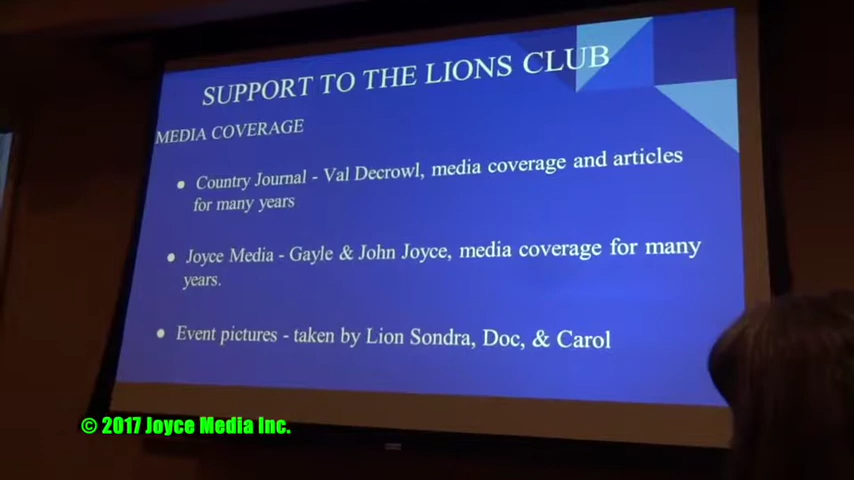 SUPPORT TO THE LIONS CLUB
MEDIA COVERAGE
• Country Journal - Val Decrowl, media coverage and articles
for many years
• Joyce Media - Gayle & John Joyce, media coverage for many
years.
• Event pictures - taken by Lion Sondra, Doc, & Carol
© 2017 Joyce Media Inc.